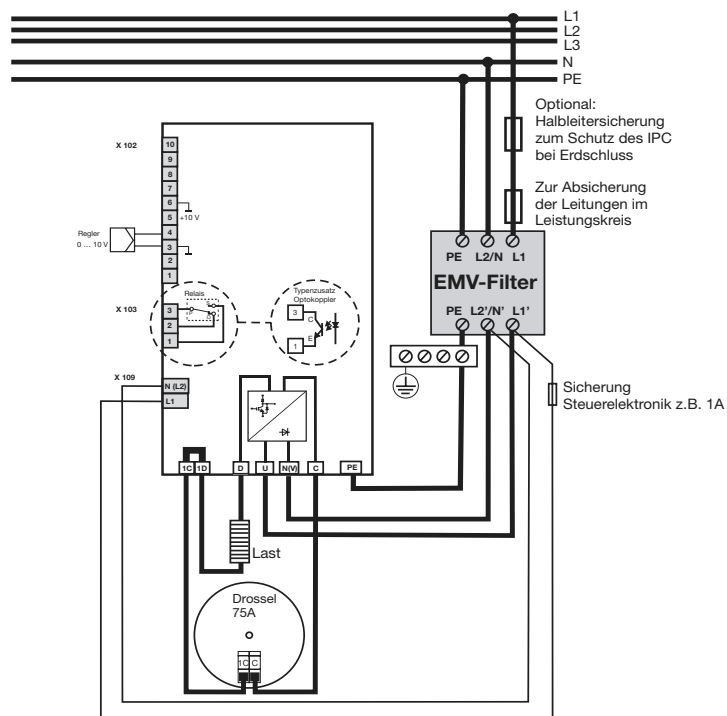 L1
L2
L3
N
PE
Optional:
Halbleitersicherung
zum Schutz des IPC
bei Erdschluss
Zur Absicherung
der Leitungen im
Leistungskreis
X 102
10
9
8
7
6
5
+10 V
4
3
2
1
Regler
0 ... 10 V
PE L2/N L1
EMV-Filter
PE L2'/N' L1'
X 103
3
2
1
Relais
P
S
Typenzusatz
Optokoppler
3
C
E
1
X 109
N (L2)
L1
Sicherung
Steuerelektronik z.B. 1A
1C 1D D U N(V) C PE
Last
Drossel
75A
1C C